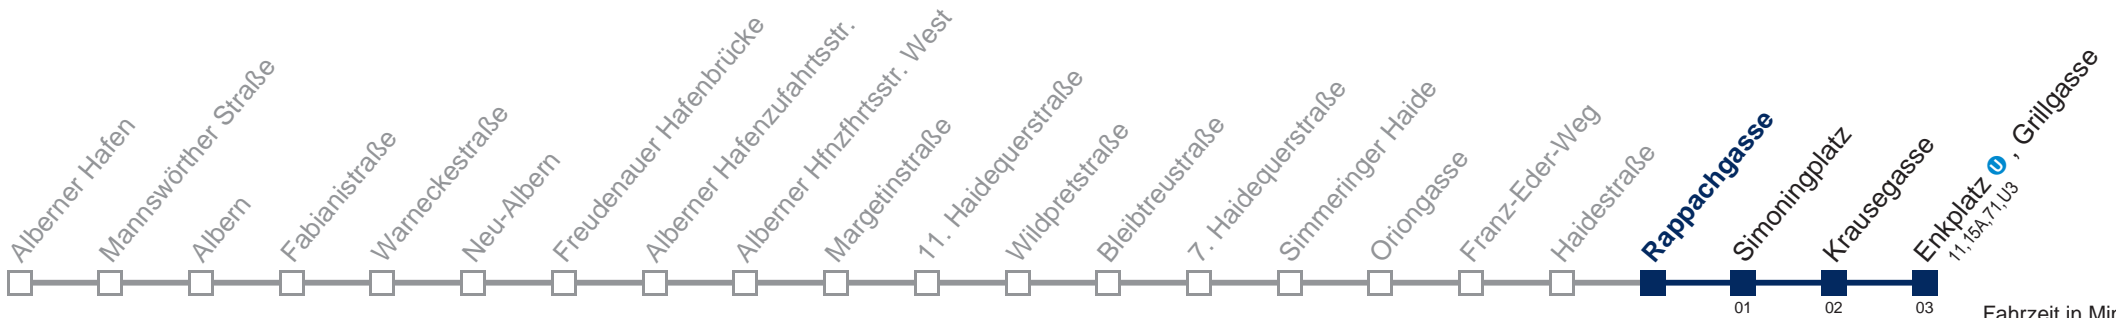 Alberner Hafen
Mannswörther Straße
Albern
Fabianistraße
Warneckestraße
Neu-Albern
Freudenauer Hafenbrücke
Alberner Hafenzufahrtsstr.
Alberner Hfnzfhrtsstr. West
Margetinstraße
11. Haidequerstraße
Wildpretstraße
Bleibtreustraße
7. Haidequerstraße
Simmeringer Haide
Oriongasse
Franz-Eder-Weg
Haidestraße
Rappachgasse
Simoningplatz
Krausegasse
Enkplatz U , Grillgasse
11,15A,71,U3
01
02
03
Fahrzeit in